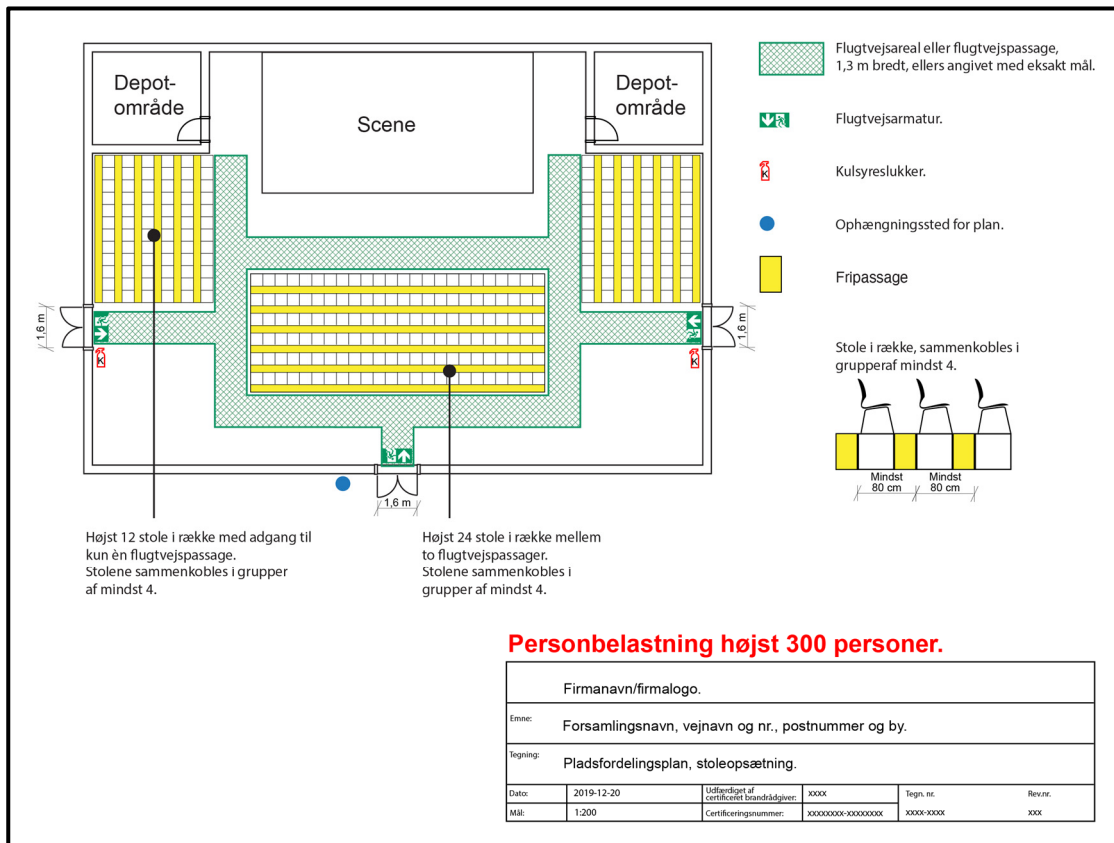 Depot-
område
Scene
Depot-
område
1,6 m
1,6 m
K
K
1,6 m
Højst 12 stole i række med adgang til
kun èn flugtvejspassage.
Stolene sammenkobles i grupper
af mindst 4.
Højst 24 stole i række mellem
to flugtvejspassager.
Stolene sammenkobles i
grupper af mindst 4.
Flugtvejsareal eller flugtvejspassage,
1,3 m bredt, ellers angivet med eksakt mål.
Flugtvejsarmatur.
K
Kulsyreslukker.
Ophængningssted for plan.
Fripassage
Stole i række, sammenkobles i
grupperaf mindst 4.
Mindst
80 cm
Mindst
80 cm
Personbelastning højst 300 personer.
Firmanavn/firmalogo.
Emne: Forsamlingsnavn, vejnavn og nr., postnummer og by.
Tegning: Pladsfordelingsplan, stoleopsætning.
Dato: 2019-12-20 Udfærdiget af
certificeret brandrådgiver: xxxx Tegn. nr. Rev.nr.
Mål: 1:200 Certificeringsnummer: xxxxxxxx-xxxxxxxx xxxx-xxxx xxx